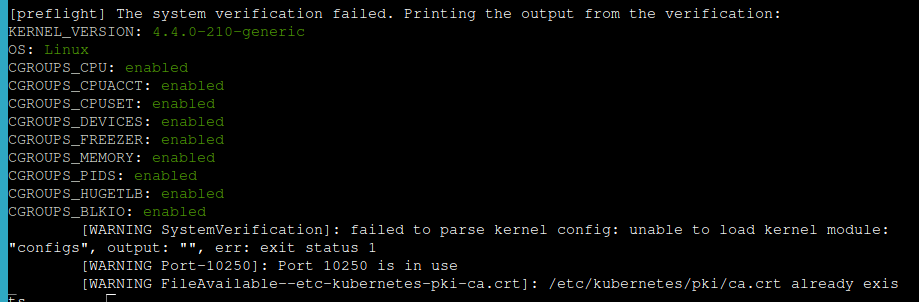 [preflight] The system verification failed. Printing the output from the verification:
KERNEL_VERSION: 4.4.0-210-generic
OS: Linux
CGROUPS_CPU: enabled
CGROUPS_CPUACCT: enabled
CGROUPS_CPUSET: enabled
CGROUPS_DEVICES: enabled
CGROUPS_FREEZER: enabled
CGROUPS_MEMORY: enabled
CGROUPS_PIDS: enabled
CGROUPS_HUGETLB: enabled
CGROUPS_BLKIO: enabled
[WARNING SystemVerification]: failed to parse kernel config: unable to load kernel module:
"configs", output: "", err: exit status 1
[WARNING Port-10250]: Port 10250 is in use
[WARNING FileAvailable--etc-kubernetes-pki-ca.crt]: /etc/kubernetes/pki/ca.crt already exis
ts